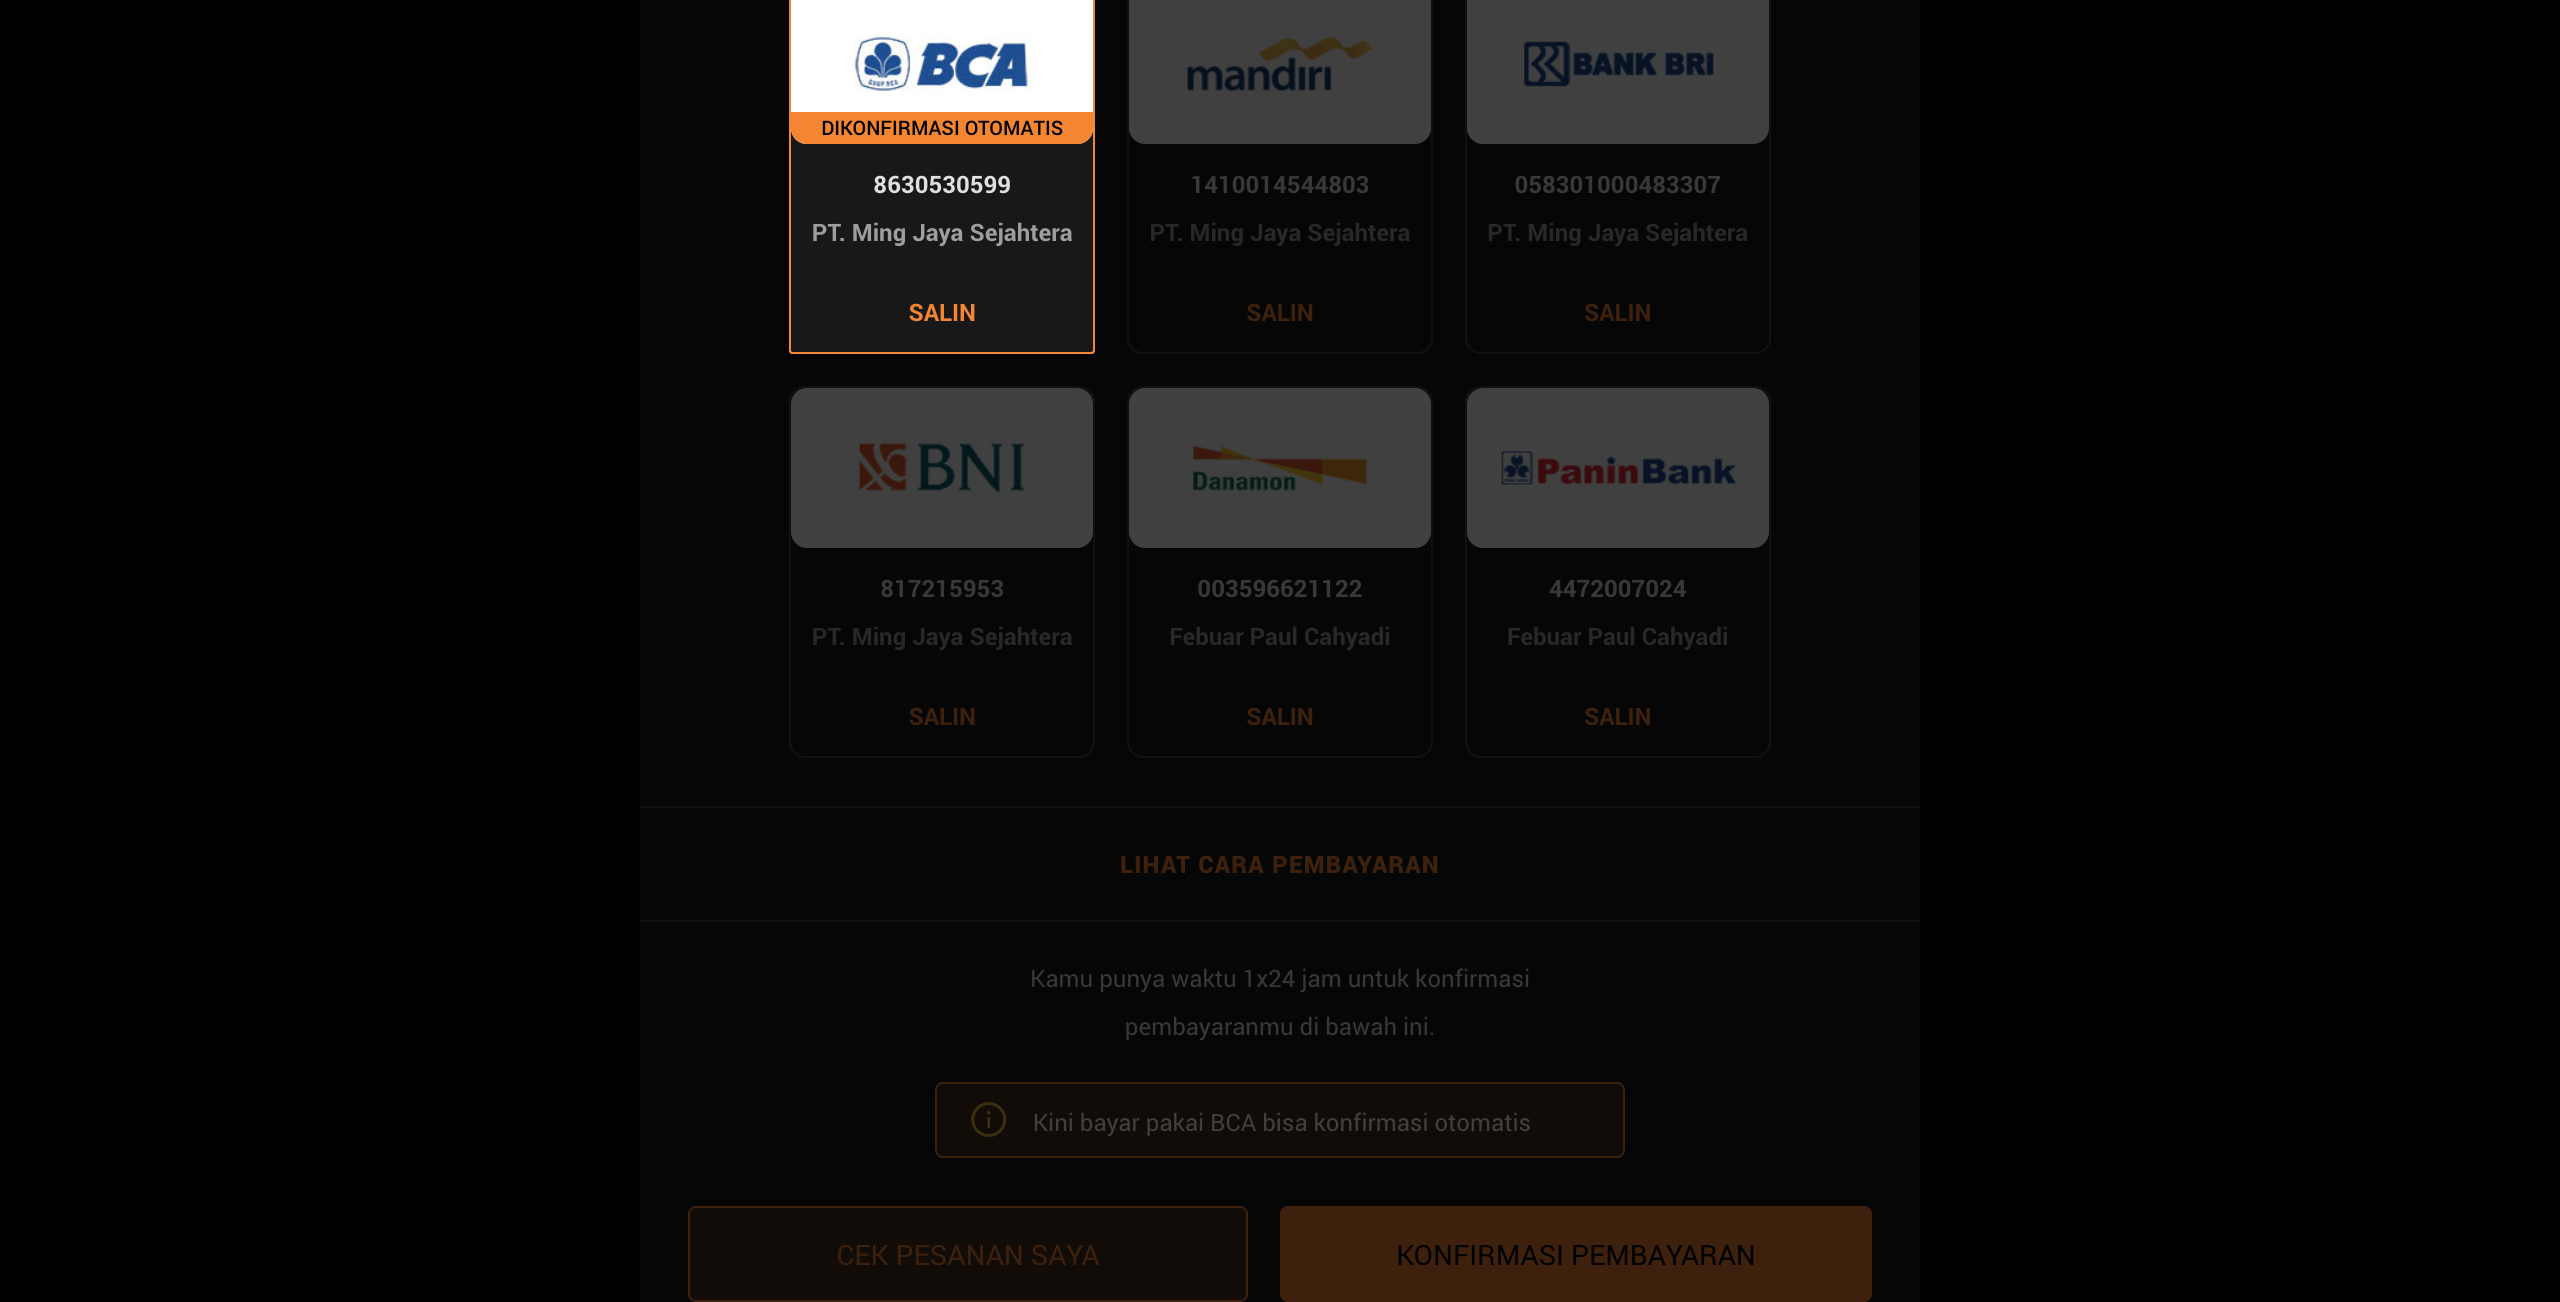 BCA
mandiri
BANK BRI
DIKONFIRMASI OTOMATIS
8630530599
1410014544803
058301000483307
PT. Ming Jaya Sejahtera
PT. Ming Jaya Sejahtera
PT. Ming Jaya Sejahtera
SALIN
SALIN
SALIN
BNI
Danamon
PaninBank
817215953
003596621122
4472007024
PT. Ming Jaya Sejahtera
Febuar Paul Cahyadi
Febuar Paul Cahyadi
SALIN
SALIN
SALIN
LIHAT CARA PEMBAYARAN
Kamu punya waktu 1x24 jam untuk konfirmasi
pembayaranmu di bawah ini.
Kini bayar pakai BCA bisa konfirmasi otomatis
CEK PESANAN SAYA
KONFIRMASI PEMBAYARAN